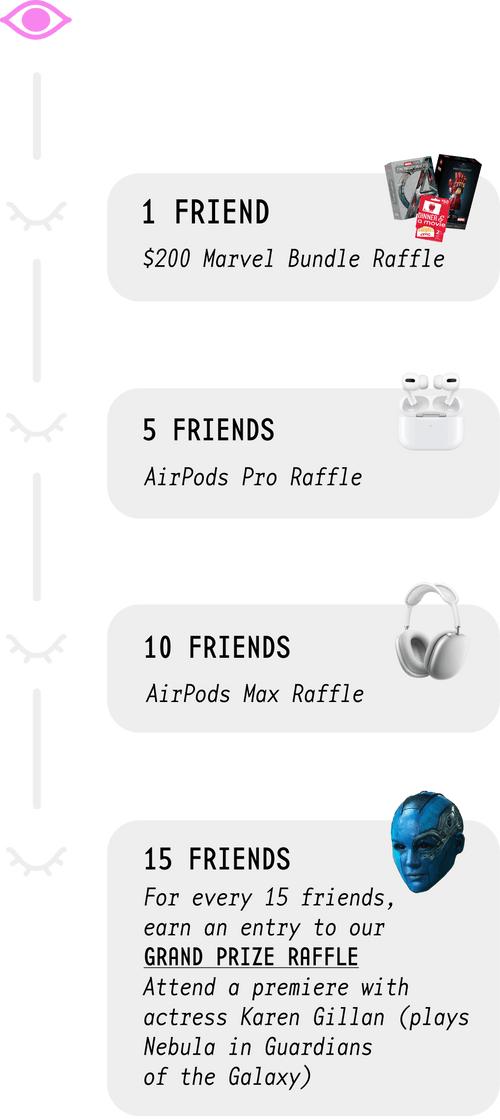 DINNER &
a movie
1 FRIEND
$200 Marvel Bundle Raffle
5 FRIENDS
AirPods Pro Raffle
10 FRIENDS
AirPods Max Raffle
15 FRIENDS
For every 15 friends,
earn an entry to our
GRAND PRIZE RAFFLE
Attend a premiere with
actress Karen Gillan (plays
Nebula in Guardians
of the Galaxy)